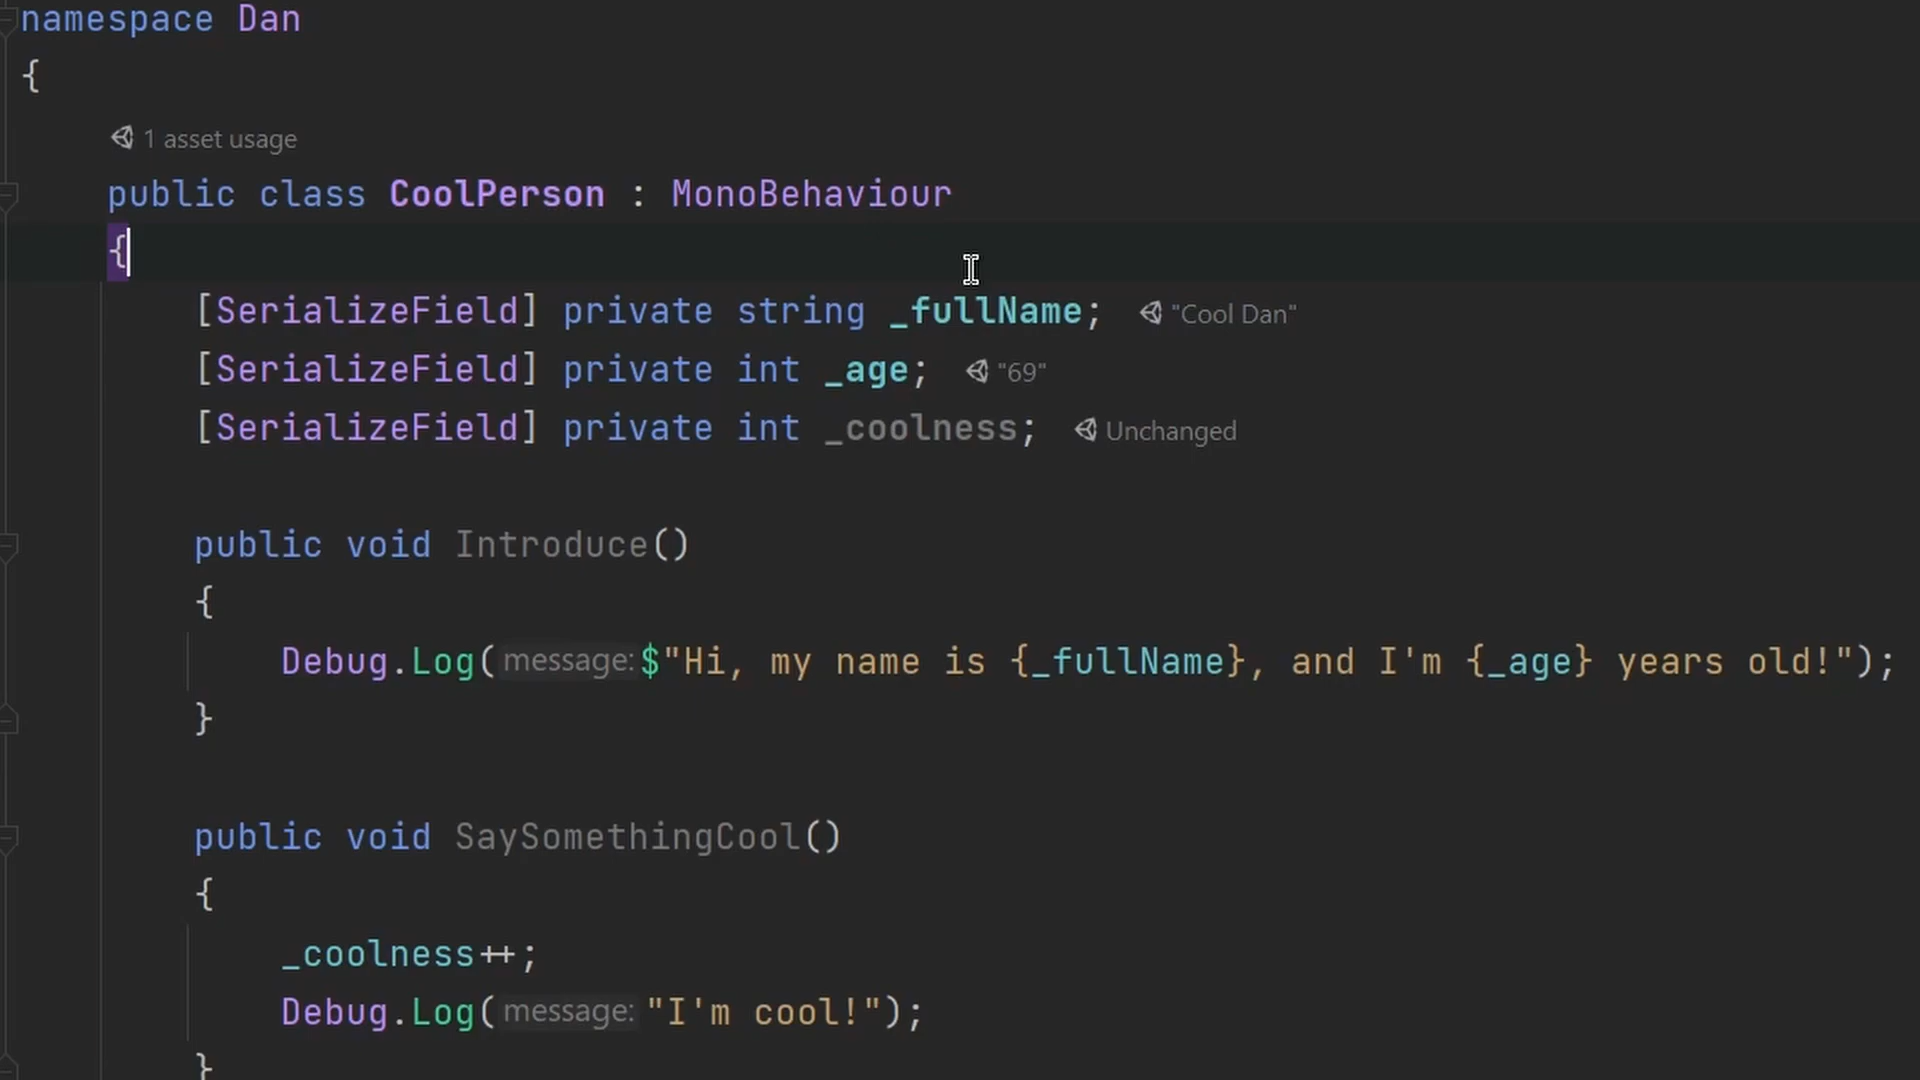 namespace Dan
{
1 asset usage
public class CoolPerson : MonoBehaviour
{
[SerializeField] private string _fullName; "Cool Dan"
[SerializeField] private int _age; "69"
[SerializeField] private int _coolness; Unchanged
public void Introduce()
{
Debug.Log(message: $"Hi, my name is {_fullName}, and I'm {_age} years old!");
}
public void SaySomethingCool()
{
_coolness++;
Debug.Log(message: "I'm cool!");
}